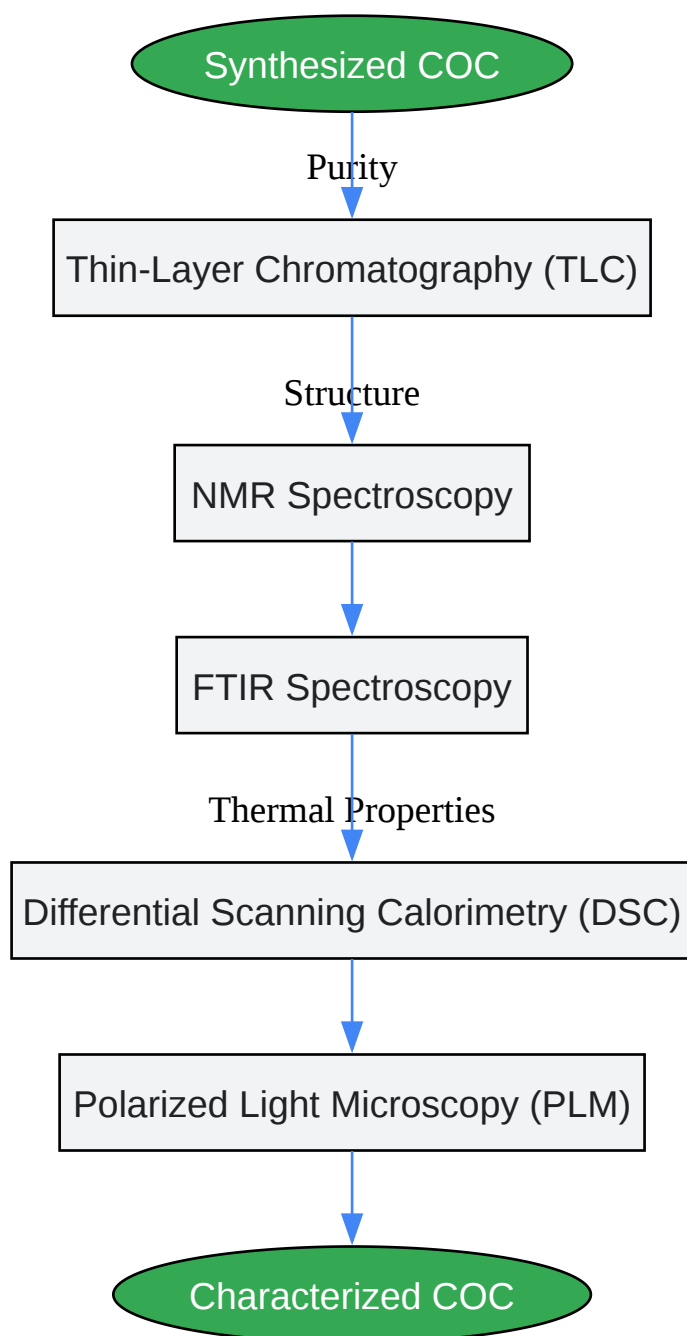 Synthesized COC
Purity
Thin-Layer Chromatography (TLC)
Structure
NMR Spectroscopy
FTIR Spectroscopy
Thermal Properties
Differential Scanning Calorimetry (DSC)
Polarized Light Microscopy (PLM)
Characterized COC